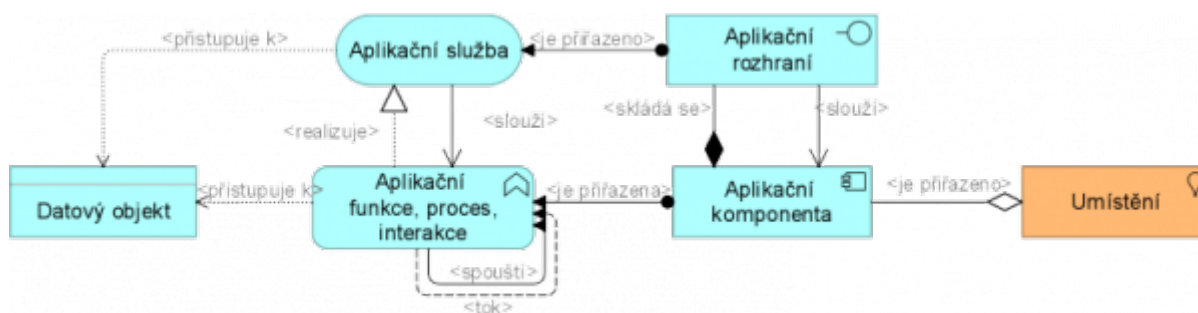 <přistupuje k>
Aplikační služba
<je přiřazeno>
Aplikační
rozhraní
<realizuje>
<slouží>
<skládá se>
<slouží>
Datový objekt
<přistupuje k>
Aplikační
funkce, proces,
interakce
<je přiřazena>
Aplikační
komponenta
<je přiřazeno>
Umístění
<spouští>
<tok>